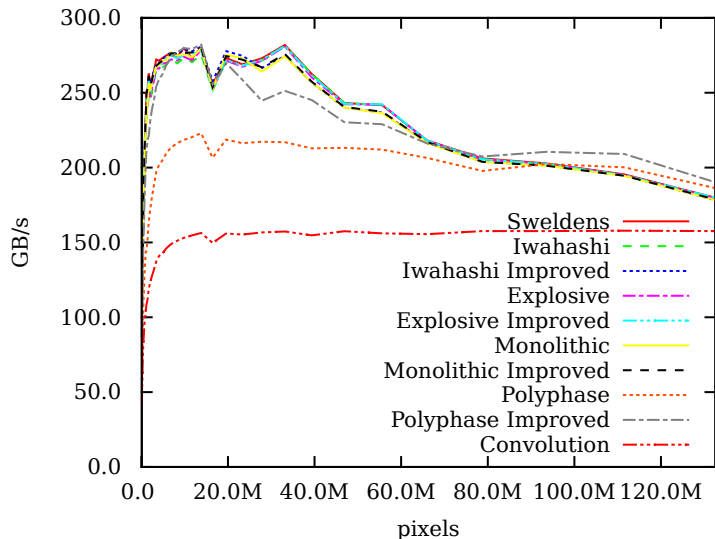 300.0
250.0
200.0
150.0
100.0
50.0
0.0
GB/s
Sweldens
Iwahashi
Iwahashi Improved
Explosive
Explosive Improved
Monolithic
Monolithic Improved
Polyphase
Polyphase Improved
Convolution
0.0 20.0M 40.0M 60.0M 80.0M 100.0M 120.0M
pixels